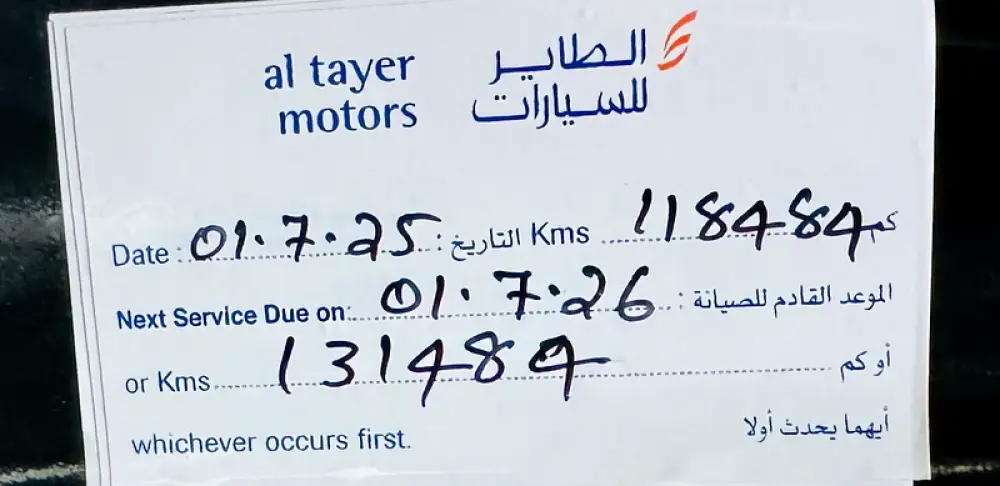 al tayer الطاير
motors للسيارات
Date : 01.7.25 : التاريخ Kms 118484 كم
Next Service Due on: 01.7.26 : الموعد القادم للصيانة
or Kms 131484 أو كم
whichever occurs first. أيهما يحدث أولا